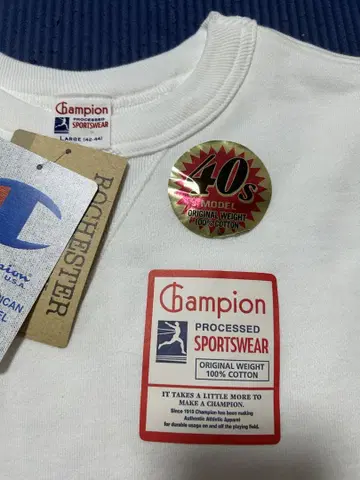 Champion
PROCESSED
SPORTSWEAR
LARGE (42-44)
40s
MODEL
ORIGINAL WEIGHT
100% COTTON
ROCHESTER
U.S.A.
Champion
PROCESSED
SPORTSWEAR
ORIGINAL WEIGHT
100% COTTON
IT TAKES A LITTLE MORE TO
MAKE A CHAMPION.
Since 1919 Champion has been making
Authentic Athletic Apparel
for durable usage on and off the playing field.